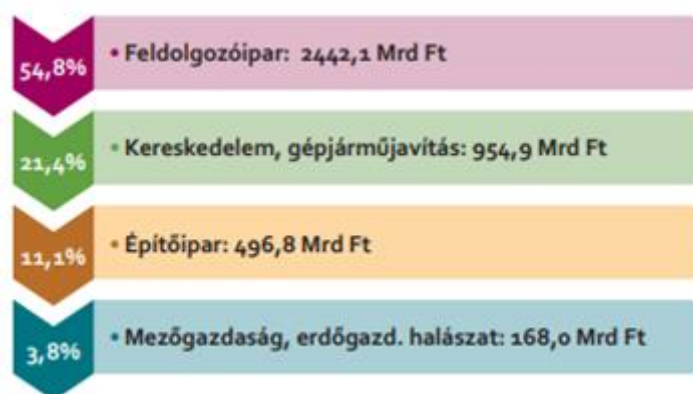 54,8% • Feldolgozóipar: 2442,1 Mrd Ft
21,4% • Kereskedelem, gépjárműjavítás: 954,9 Mrd Ft
11,1% • Építőipar: 496,8 Mrd Ft
3,8% • Mezőgazdaság, erdőgazd. halászat: 168,0 Mrd Ft